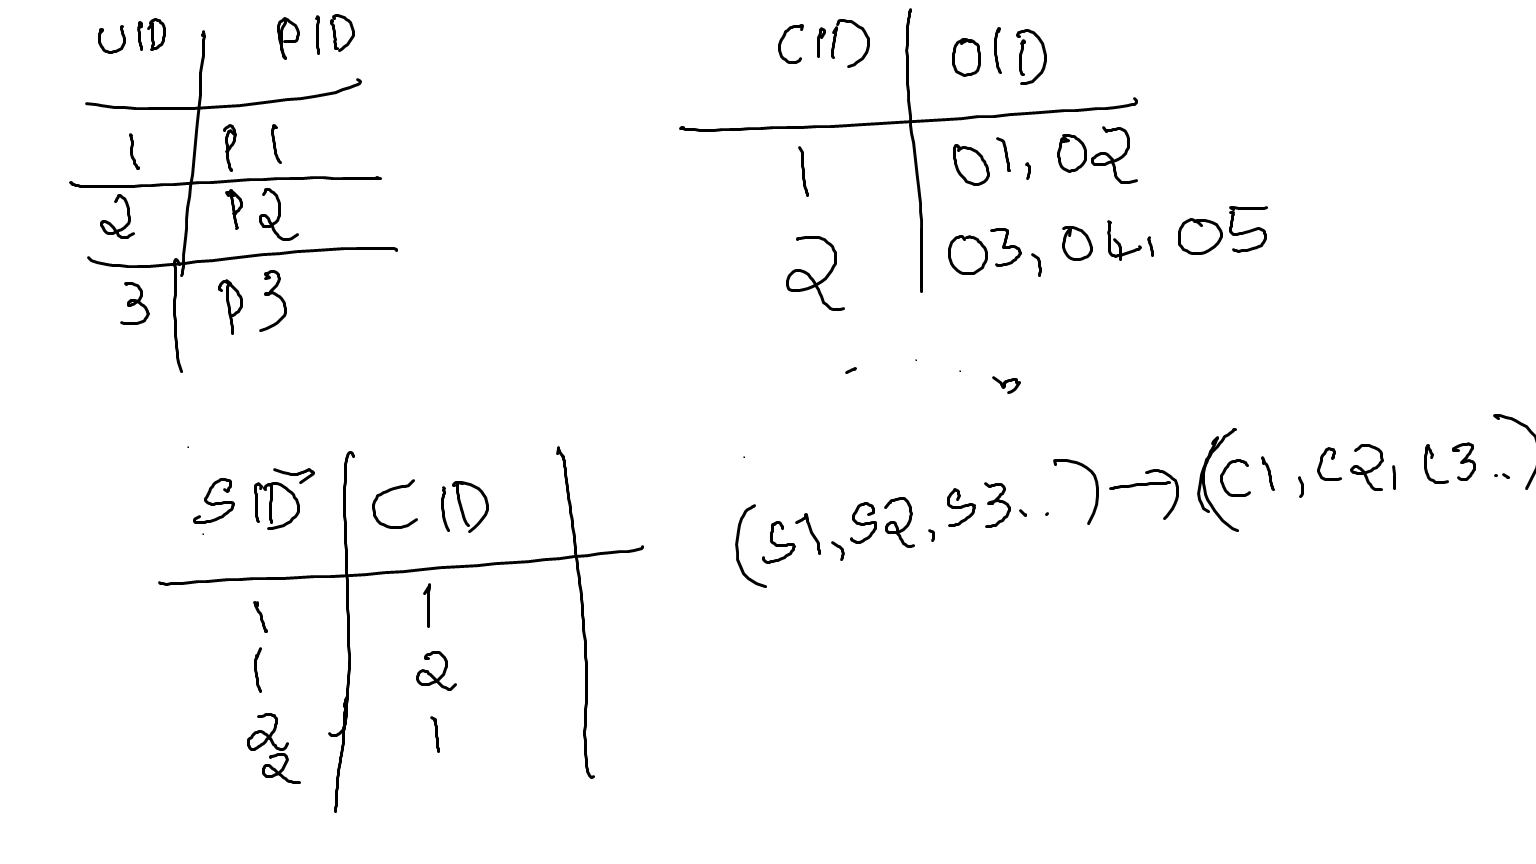 UID PID
1 P1
2 P2
3 P3
CID OID
1 O1, O2
2 O3, O4, O5
SID CID
1 1
1 2
2 1
2
(S1, S2, S3..) → (C1, C2, C3..)